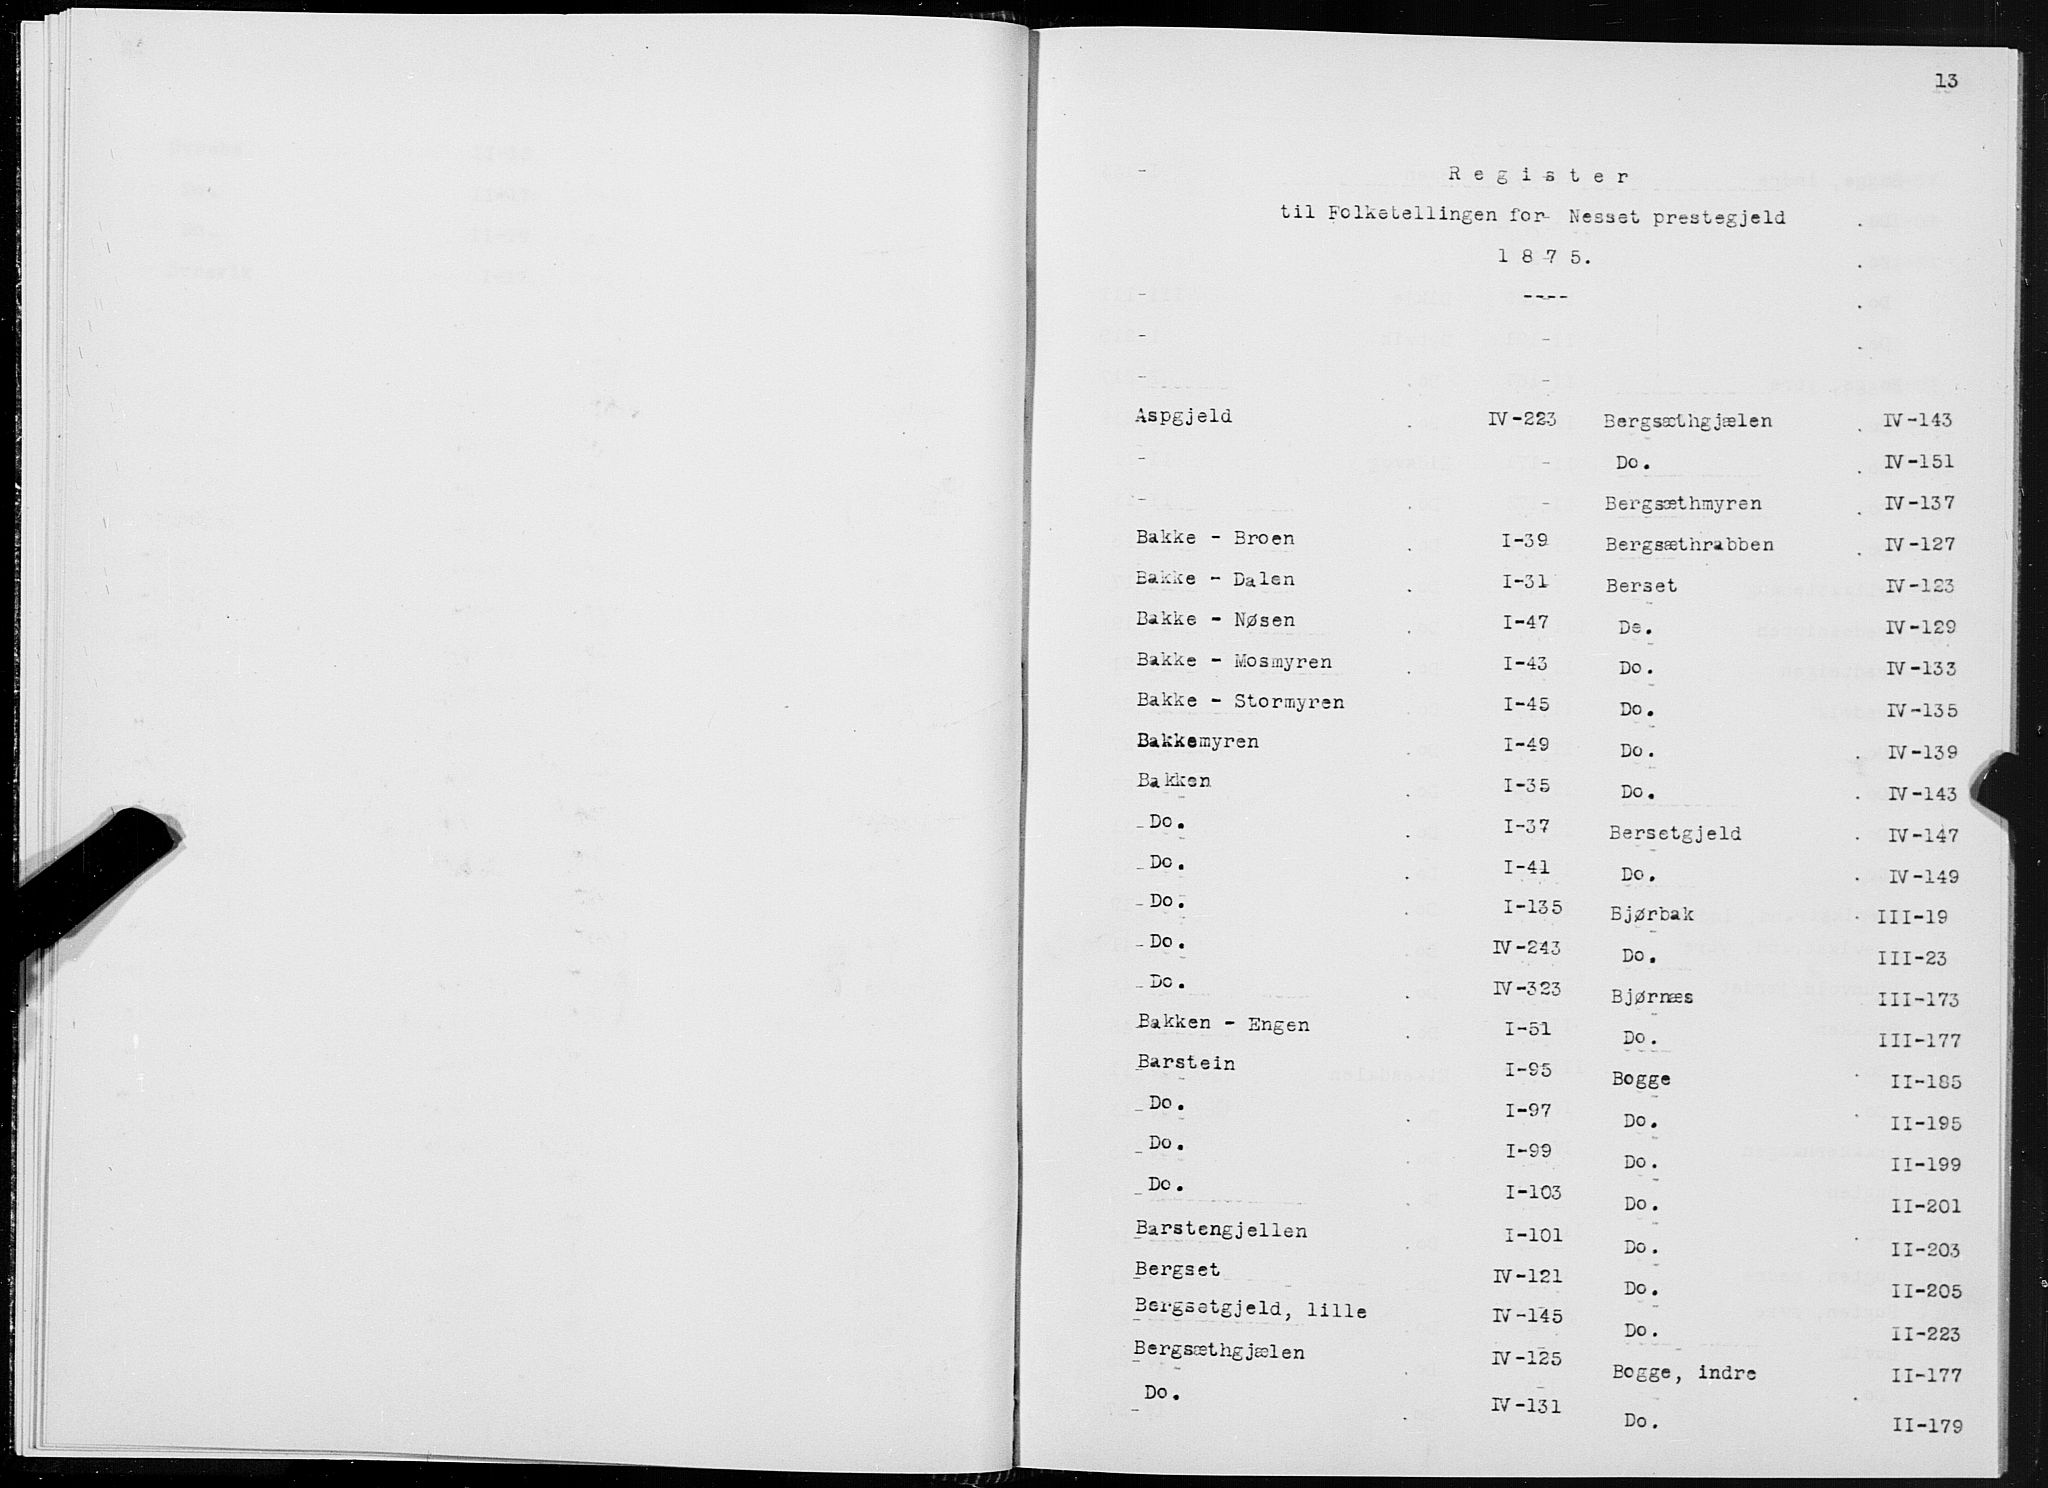 13
Register
til Folketellingen for Nesset prestegjeld
1875.
----
Aspgjeld IV-223
Bakke - Broen I-39
Bakke - Dalen I-31
Bakke - Nøsen I-47
Bakke - Mosmyren I-43
Bakke - Stormyren I-45
Bakkemyren I-49
Bakken I-35
Do. I-37
Do. I-41
Do. I-135
Do. IV-243
Do. IV-323
Bakken - Engen I-51
Barstein I-95
Do. I-97
Do. I-99
Do. I-103
Barstengjellen I-101
Bergset IV-121
Bergsetgjeld, lille IV-145
Bergsæthgjælen IV-125
Do. IV-131
Bergsæthgjælen IV-143
Do. IV-151
Bergsæthmyren IV-137
Bergsæthrabben IV-127
Berset IV-123
De. IV-129
Do. IV-133
Do. IV-135
Do. IV-139
Do. IV-143
Bersetgjeld IV-147
Do. IV-149
Bjørbak III-19
Do. III-23
Bjørnæs III-173
Do. III-177
Bogge II-185
Do. II-195
Do. II-199
Do. II-201
Do. II-203
Do. II-205
Do. II-223
Bogge, indre II-177
Do. II-179